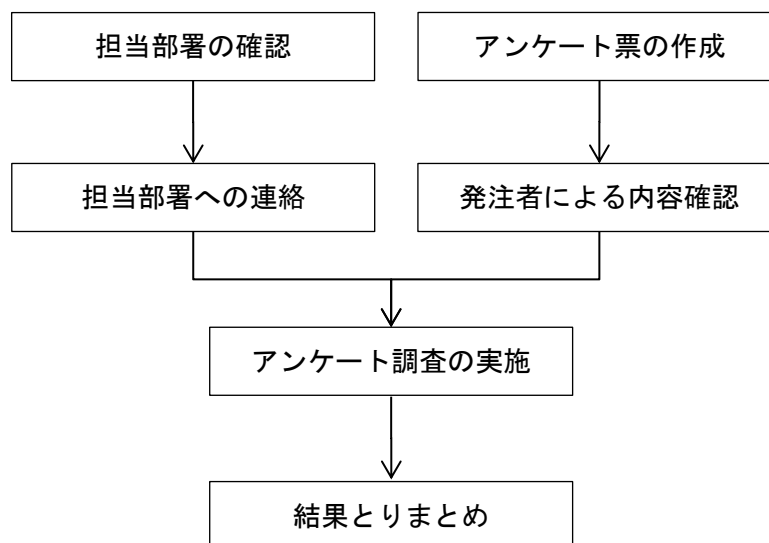 担当部署の確認
アンケート票の作成
担当部署への連絡
発注者による内容確認
アンケート調査の実施
結果とりまとめ